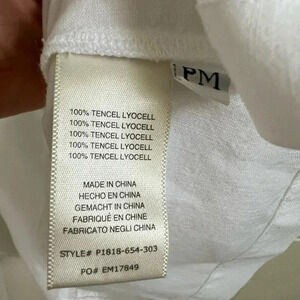 PM
100% TENCEL LYOCELL
100% TENCEL LYOCELL
100% TENCEL LYOCELL
100% TENCEL LYOCELL
100% TENCEL LYOCELL
MADE IN CHINA
HECHO EN CHINA
GEMACHT IN CHINA
FABRIQUÉ EN CHINE
FABRICATO NEGLI CHINA
STYLE# P1818-654-303
PO# EM17849